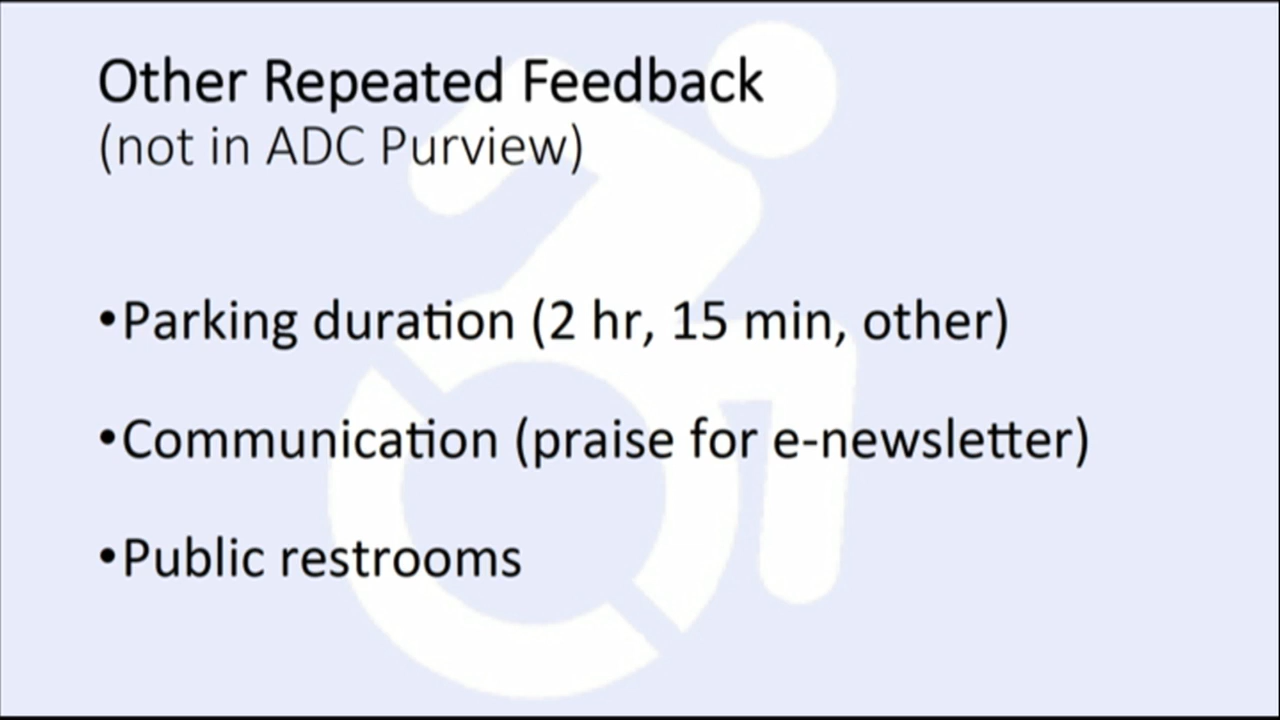 Other Repeated Feedback
(not in ADC Purview)
•Parking duration (2 hr, 15 min, other)
•Communication (praise for e-newsletter)
•Public restrooms